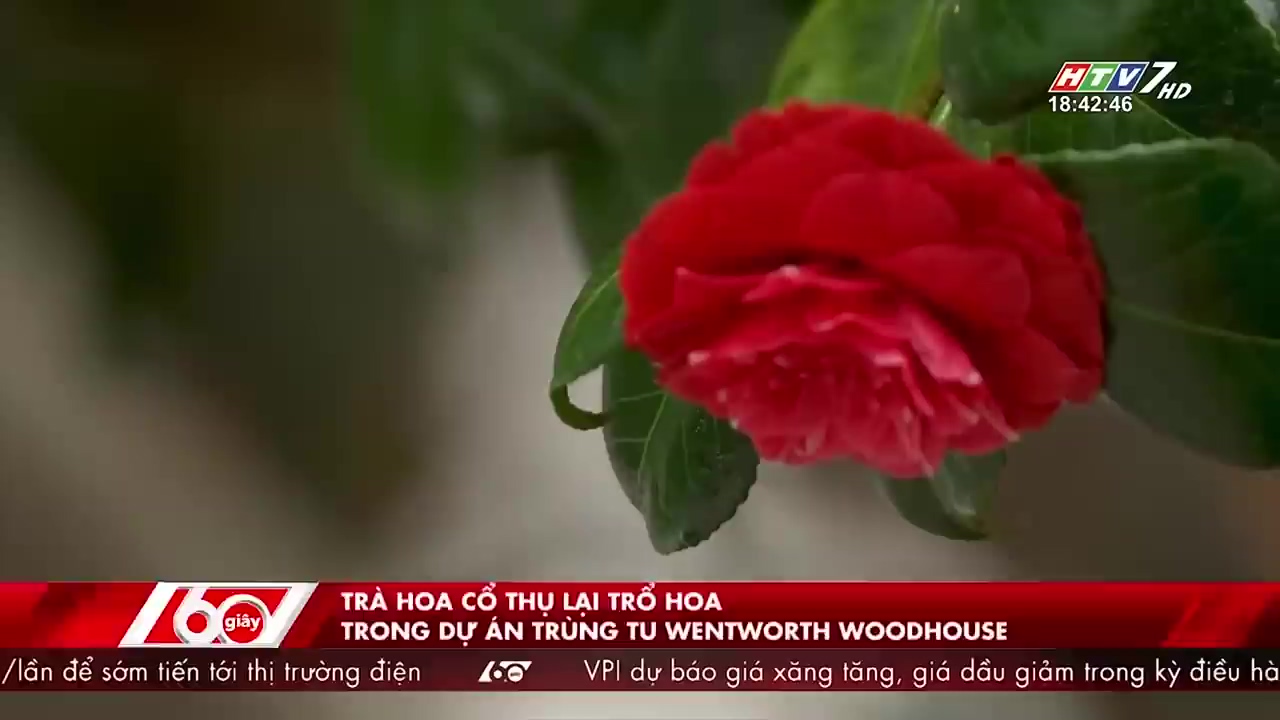 HTV7 HD
18:42:46
60 giây
TRÀ HOA CỔ THỤ LẠI TRỔ HOA
TRONG DỰ ÁN TRÙNG TU WENTWORTH WOODHOUSE
/lần để sớm tiến tới thị trường điện 60 giây VPI dự báo giá xăng tăng, giá dầu giảm trong kỳ điều hà